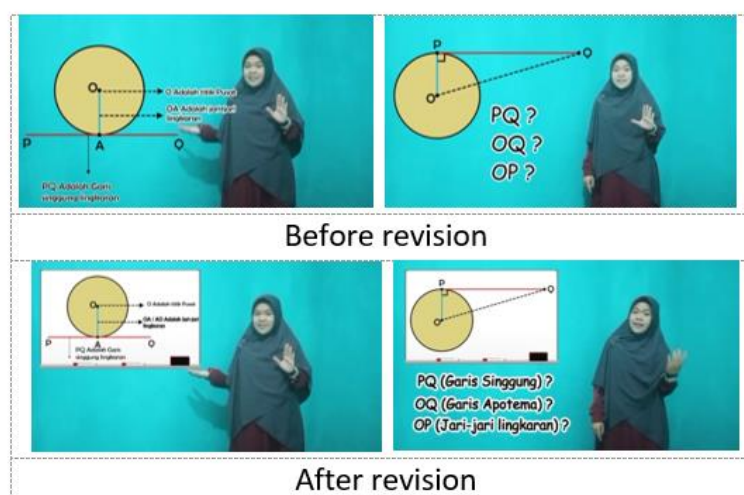 O
O Adalah titik Pusat
OA Adalah jari-jari
lingkaran
P
A
Q
PQ Adalah Garis
singgung lingkaran
P
Q
O
PQ ?
OQ ?
OP ?
Before revision
O
O Adalah titik Pusat
OA / AO Adalah jari-jari
lingkaran
P
A
Q
PQ Adalah Garis
singgung lingkaran
P
Q
O
PQ (Garis Singgung) ?
OQ (Garis Apotema) ?
OP (Jari-jari lingkaran) ?
After revision